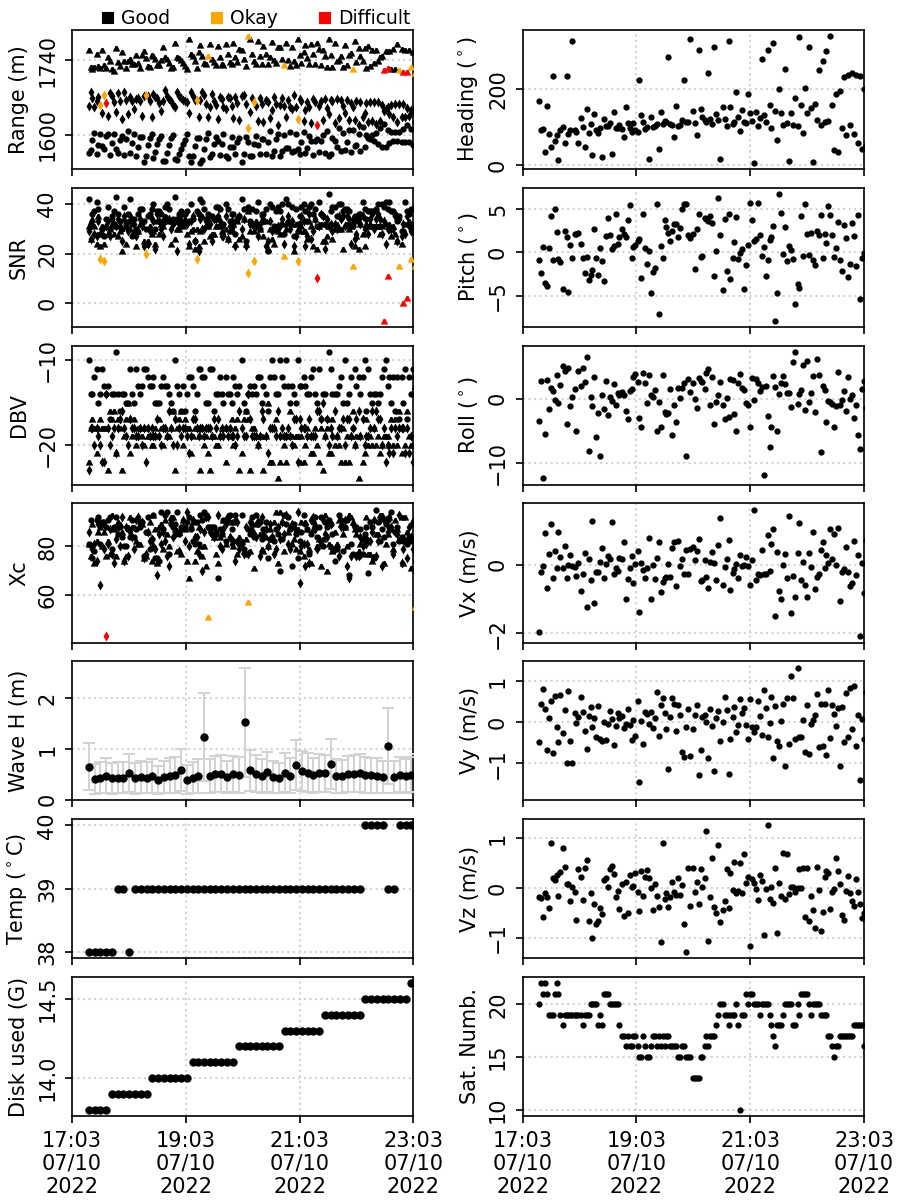 Good Okay Difficult
Range (m)
1740
1600
SNR
40
20
0
DBV
−10
−20
Xc
80
60
Wave H (m)
2
1
0
Temp (°C)
40
39
38
Disk used (G)
14.5
14.0
17:03 19:03 21:03 23:03
07/10 07/10 07/10 07/10
2022 2022 2022 2022
Heading (°)
200
0
Pitch (°)
5
0
−5
Roll (°)
0
−10
Vx (m/s)
0
−2
Vy (m/s)
1
0
−1
Vz (m/s)
1
0
−1
Sat. Numb.
20
15
10
17:03 19:03 21:03 23:03
07/10 07/10 07/10 07/10
2022 2022 2022 2022